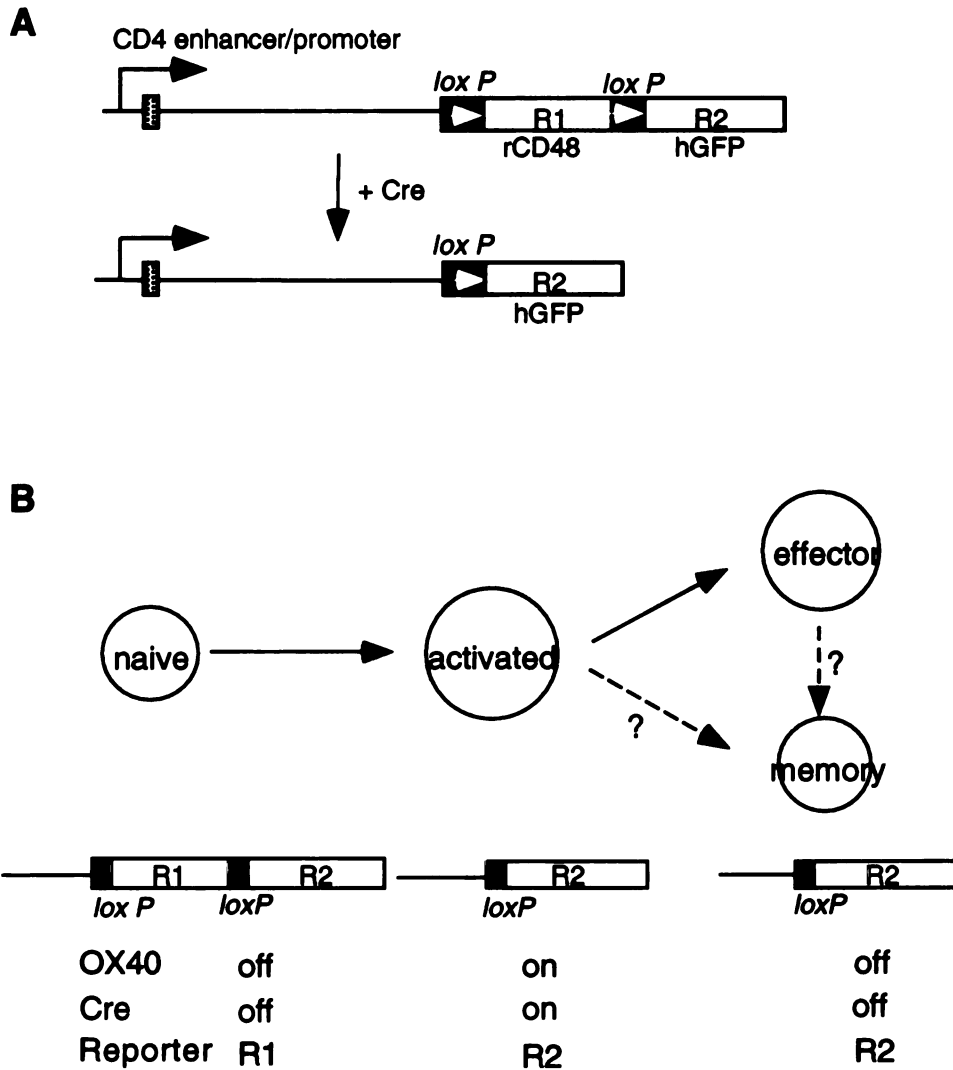 A
CD4 enhancer/promoter
lox P lox P
R1 R2
rCD48 hGFP
+ Cre
lox P
R2
hGFP
B
effector
naive activated
?
?
memory
R1 R2 R2 R2
lox P loxP loxP loxP
OX40 off on off
Cre off on off
Reporter R1 R2 R2